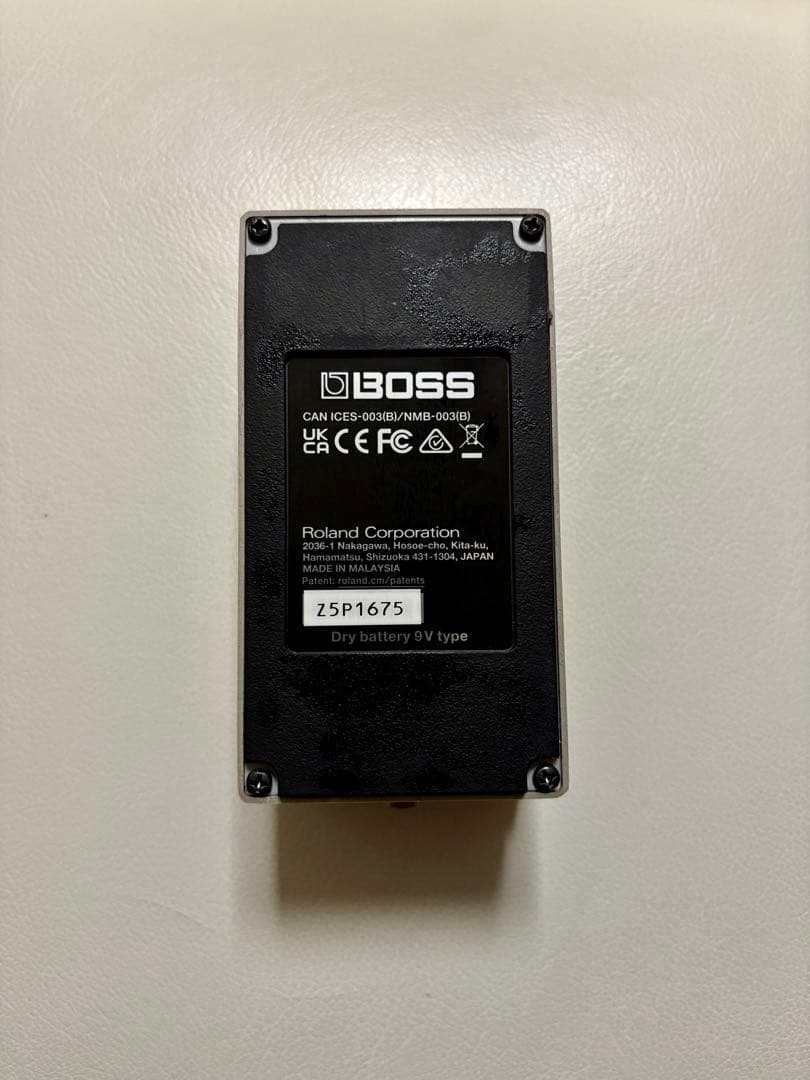 BOSS
CAN ICES-003(B)/NMB-003(B)
UK
CA CE FC
Roland Corporation
2036-1 Nakagawa, Hosoe-cho, Kita-ku,
Hamamatsu, Shizuoka 431-1304, JAPAN
MADE IN MALAYSIA
Patent: roland.cm/patents
Z5P1675
Dry battery 9V type